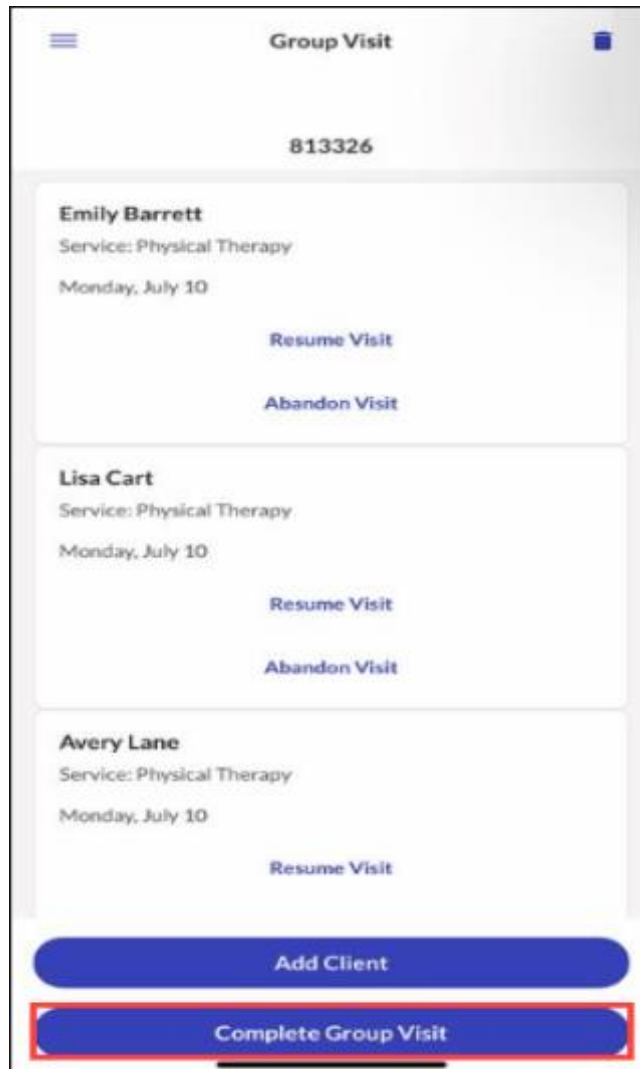 Group Visit
813326
Emily Barrett
Service: Physical Therapy
Monday, July 10
Resume Visit
Abandon Visit
Lisa Cart
Service: Physical Therapy
Monday, July 10
Resume Visit
Abandon Visit
Avery Lane
Service: Physical Therapy
Monday, July 10
Resume Visit
Add Client
Complete Group Visit